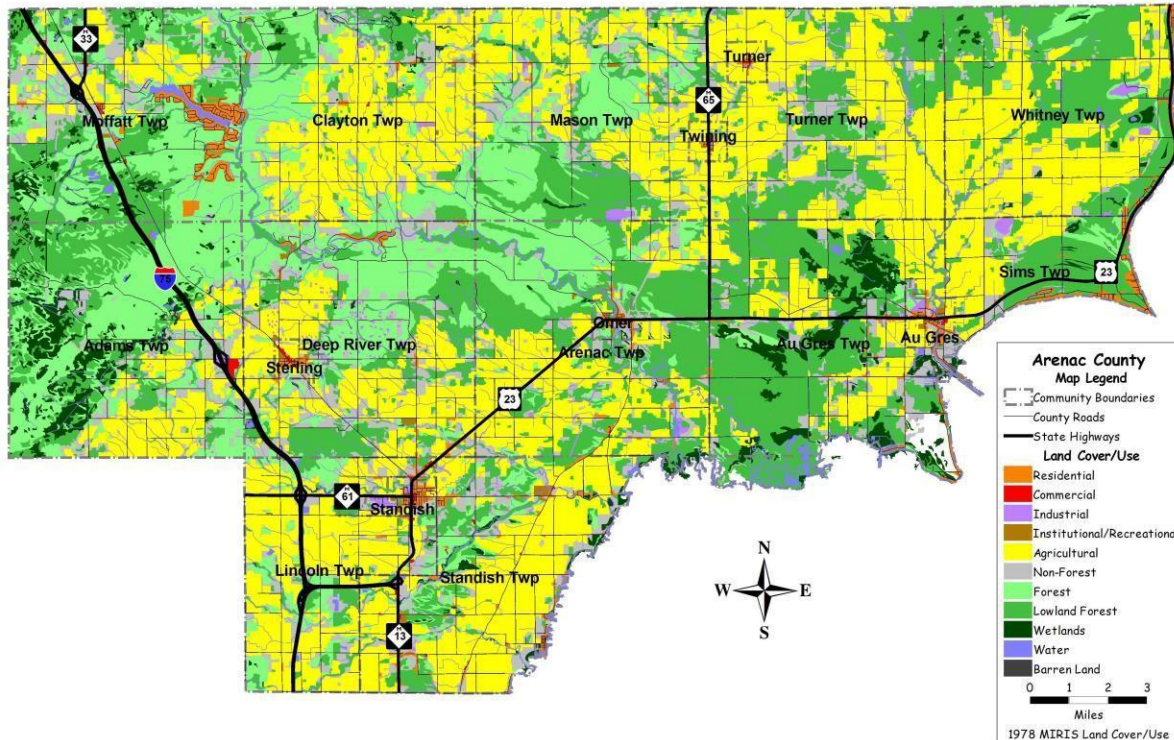 M
33
Turner
M
65
23
Moffatt Twp
Clayton Twp
Mason Twp
Turner Twp
Whitney Twp
Twining
75
Sims Twp
23
Omer
Au Gres
Adams Twp
Deep River Twp
Arenac Twp
Au Gres Twp
Sterling
23
M
61
Standish
Lincoln Twp
Standish Twp
M
13
N
W
E
S
Arenac County
Map Legend
Community Boundaries
County Roads
State Highways
Land Cover/Use
Residential
Commercial
Industrial
Institutional/Recreationa
Agricultural
Non-Forest
Forest
Lowland Forest
Wetlands
Water
Barren Land
0 1 2 3
Miles
1978 MIRIS Land Cover/Use